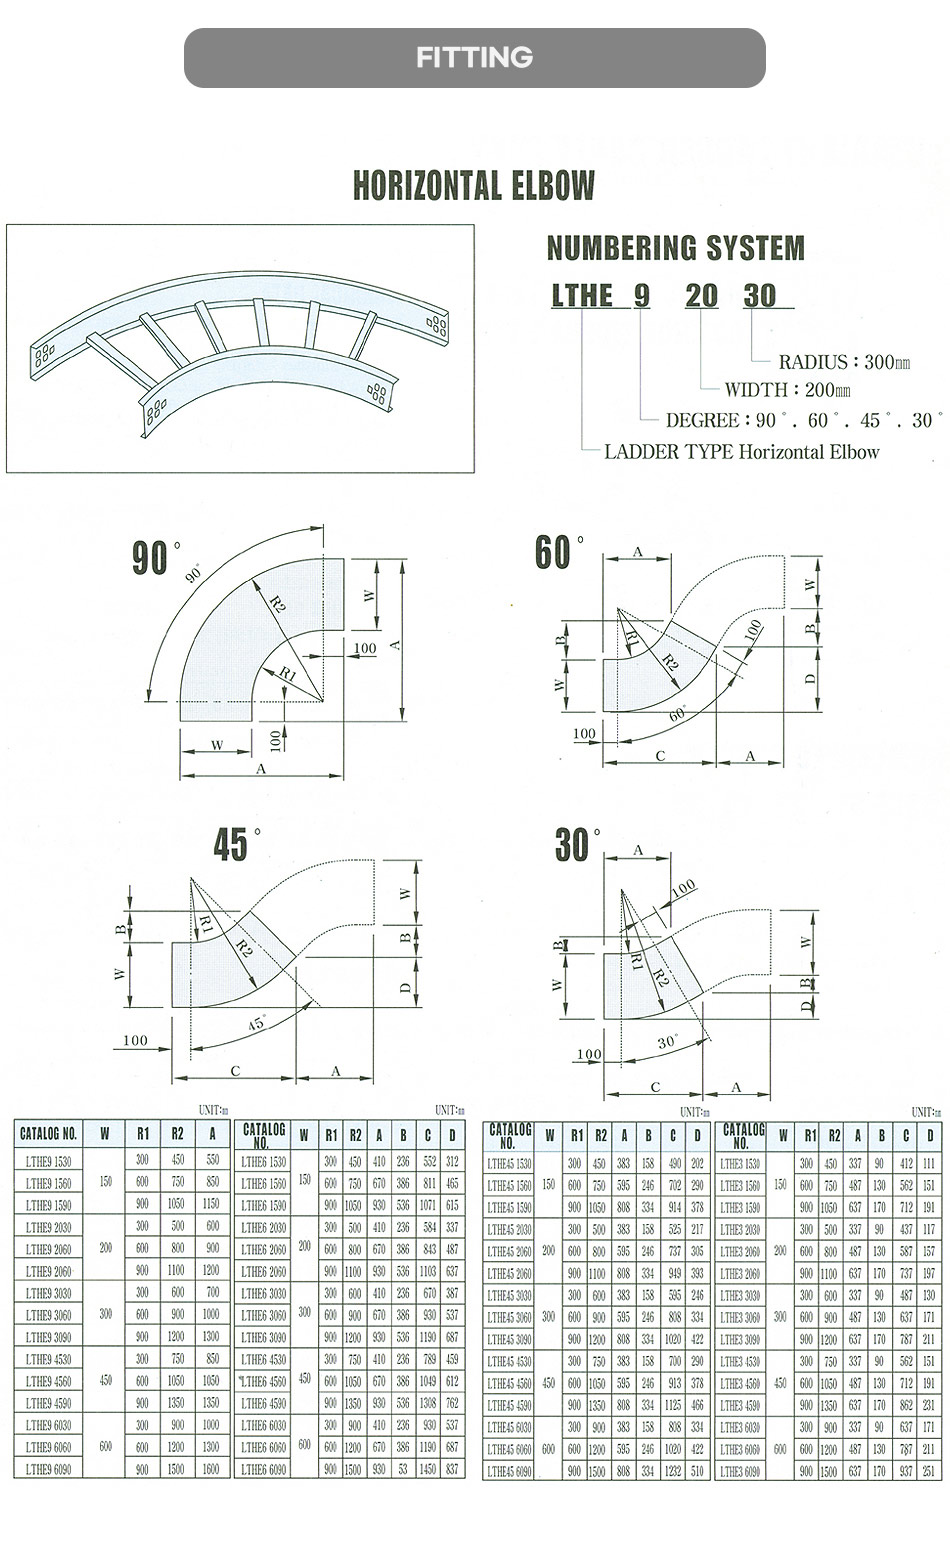 FITTING
HORIZONTAL ELBOW
NUMBERING SYSTEM
LTHE 9 20 30
RADIUS : 300㎜
WIDTH : 200㎜
DEGREE : 90°. 60°. 45°. 30°
LADDER TYPE Horizontal Elbow
90°
90°
R2
R1
W
A
100
100
W
A
60°
A
W
B
D
100
B
W
R1
R2
60°
100
C
A
45°
W
B
D
B
W
R1
R2
45°
100
C
A
30°
A
100
W
B
D
B
W
R1
R2
30°
100
C
A
UNIT:㎜
CATALOG NO. W R1 R2 A
LTHE9 1530 300 450 550
LTHE9 1560 150 600 750 850
LTHE9 1590 900 1050 1150
LTHE9 2030 300 500 600
LTHE9 2060 200 600 800 900
LTHE9 2060 900 1100 1200
LTHE9 3030 300 600 700
LTHE9 3060 300 600 900 1000
LTHE9 3090 900 1200 1300
LTHE9 4530 300 750 850
LTHE9 4560 450 600 1050 1050
LTHE9 4590 900 1350 1350
LTHE9 6030 300 900 1000
LTHE9 6060 600 600 1200 1300
LTHE9 6090 900 1500 1600
UNIT:㎜
CATALOG NO. W R1 R2 A B C D
LTHE6 1530 300 450 410 236 552 312
LTHE6 1560 150 600 750 670 386 811 465
LTHE6 1590 900 1050 930 536 1071 615
LTHE6 2030 300 500 410 236 584 337
LTHE6 2060 200 600 800 670 386 843 487
LTHE6 2060 900 1100 930 536 1103 637
LTHE6 3030 300 600 410 236 670 387
LTHE6 3060 300 600 900 670 386 930 537
LTHE6 3090 900 1200 930 536 1190 687
LTHE6 4530 300 750 410 236 789 459
"LTHE6 4560 450 600 1050 670 386 1049 612
LTHE6 4590 900 1350 930 536 1308 762
LTHE6 6030 300 900 410 236 930 537
LTHE6 6060 600 600 1200 670 386 1190 687
LTHE6 6090 900 1500 930 53 1450 837
UNIT:㎜
CATALOG NO. W R1 R2 A B C D
LTHE45 1530 300 450 383 158 490 202
LTHE45 1560 150 600 750 595 246 702 290
LTHE45 1590 900 1050 808 334 914 378
LTHE45 2030 300 500 383 158 525 217
LTHE45 2060 200 600 800 595 246 737 305
LTHE45 2060 900 1100 808 334 949 393
LTHE45 3030 300 600 383 158 595 246
LTHE45 3060 300 600 900 595 246 808 334
LTHE45 3090 900 1200 808 334 1020 422
LTHE45 4530 300 750 383 158 700 290
LTHE45 4560 450 600 1050 595 246 913 378
LTHE45 4590 900 1350 808 334 1125 466
LTHE45 6030 300 900 383 158 808 334
LTHE45 6060 600 600 1200 595 246 1020 422
LTHE45 6090 900 1500 808 334 1232 510
UNIT:㎜
CATALOG NO. W R1 R2 A B C D
LTHE3 1530 300 450 337 90 412 111
LTHE3 1560 150 600 750 487 130 562 151
LTHE3 1590 900 1050 637 170 712 191
LTHE3 2030 300 500 337 90 437 117
LTHE3 2060 200 600 800 487 130 587 157
LTHE3 2060 900 1100 637 170 737 197
LTHE3 3030 300 600 337 90 487 130
LTHE3 3060 300 600 900 487 130 637 171
LTHE3 3090 900 1200 637 170 787 211
LTHE3 4530 300 750 337 90 562 151
LTHE3 4560 450 600 1050 487 130 712 191
LTHE3 4590 900 1350 637 170 862 231
LTHE3 6030 300 900 337 90 637 171
LTHE3 6060 600 600 1200 487 130 787 211
LTHE3 6090 900 1500 637 170 937 251